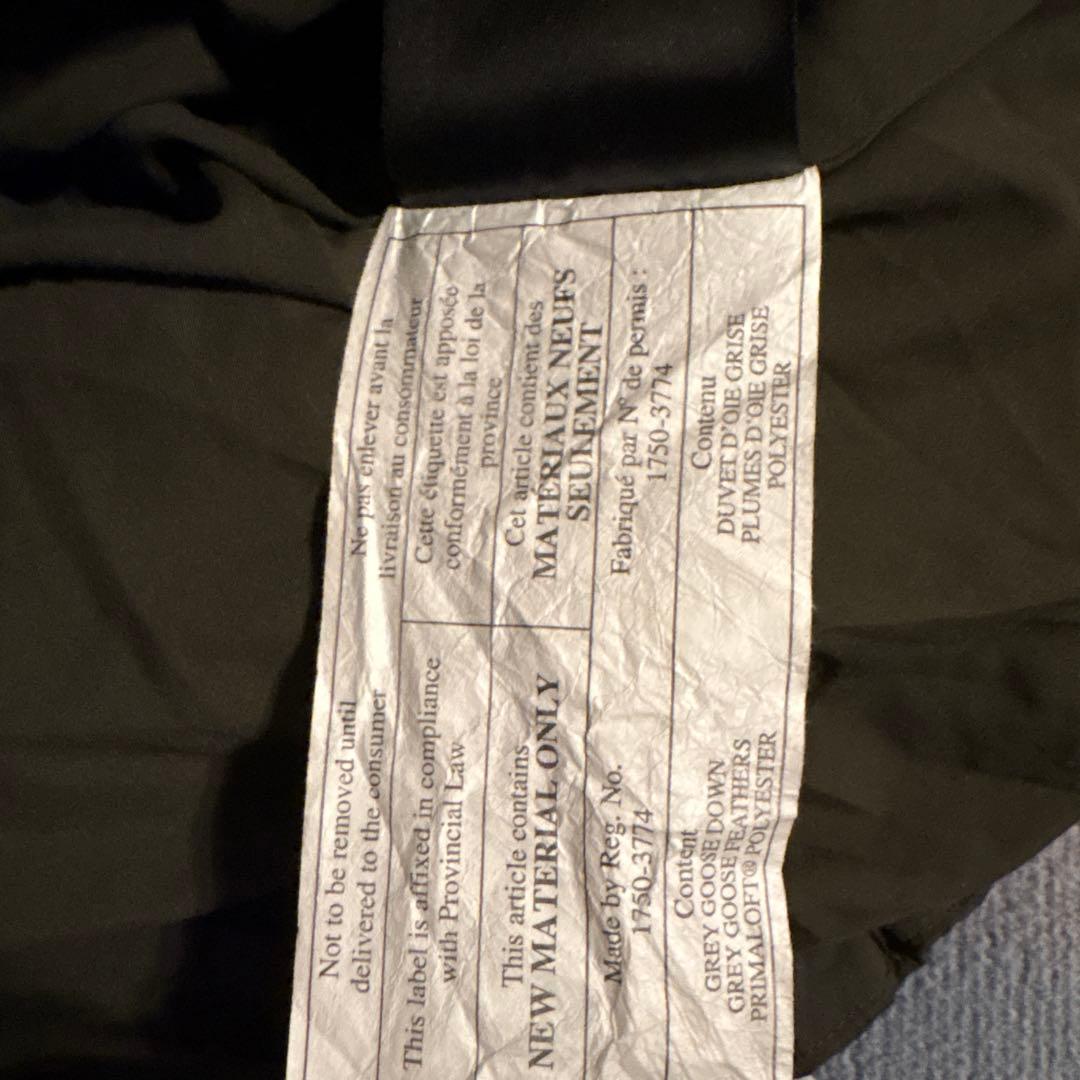 Not to be removed until
delivered to the consumer
Ne pas enlever avant la
livraison au consommateur
This label is affixed in compliance
with Provincial Law
Cette étiquette est apposée
conformément à la loi de la
province
This article contains
NEW MATERIAL ONLY
Cet article contient des
MATÉRIAUX NEUFS
SEULEMENT
Made by Reg. No.
1750-3774
Fabriqué par N° de permis :
1750-3774
Content
GREY GOOSE DOWN
GREY GOOSE FEATHERS
PRIMALOFT® POLYESTER
Contenu
DUVET D'OIE GRISE
PLUMES D'OIE GRISE
POLYESTER